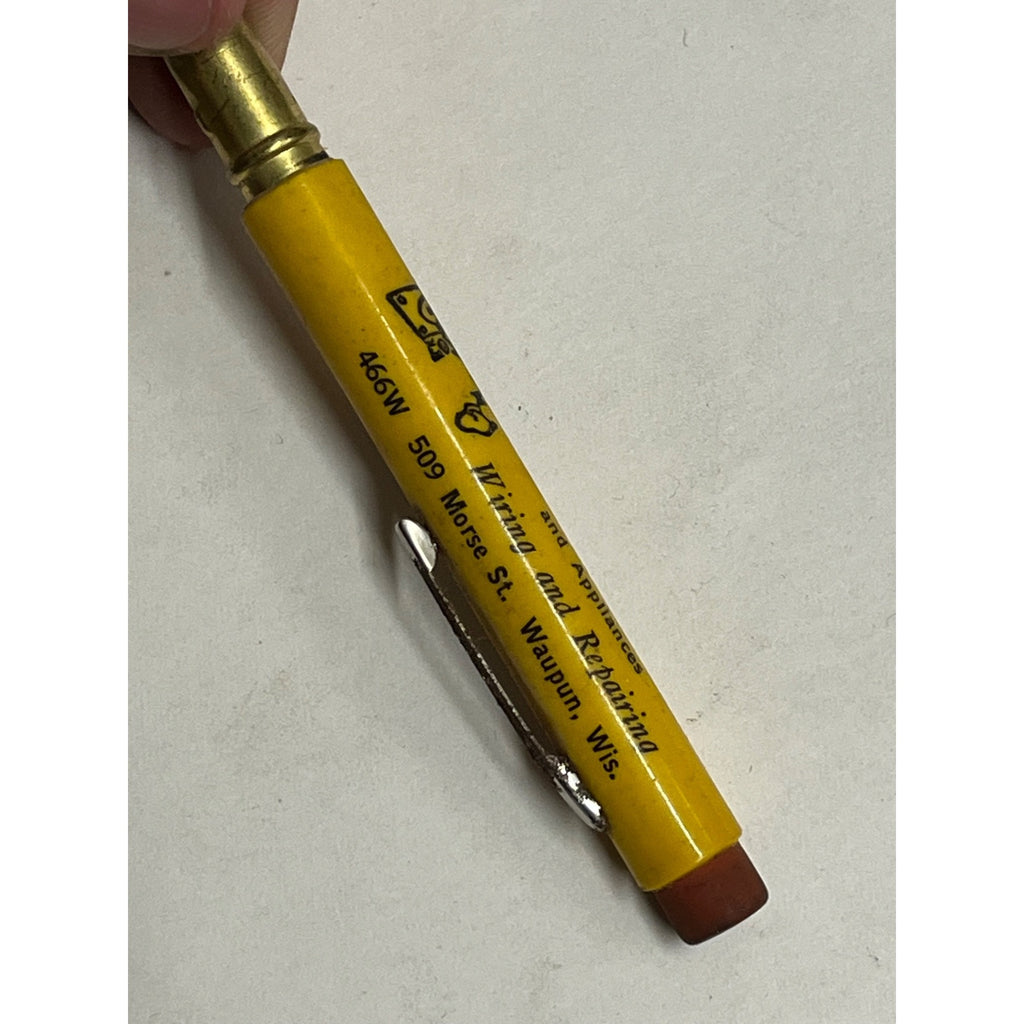 and Appliances
Wiring and Repairing
466W 509 Morse St. Waupun, Wis.